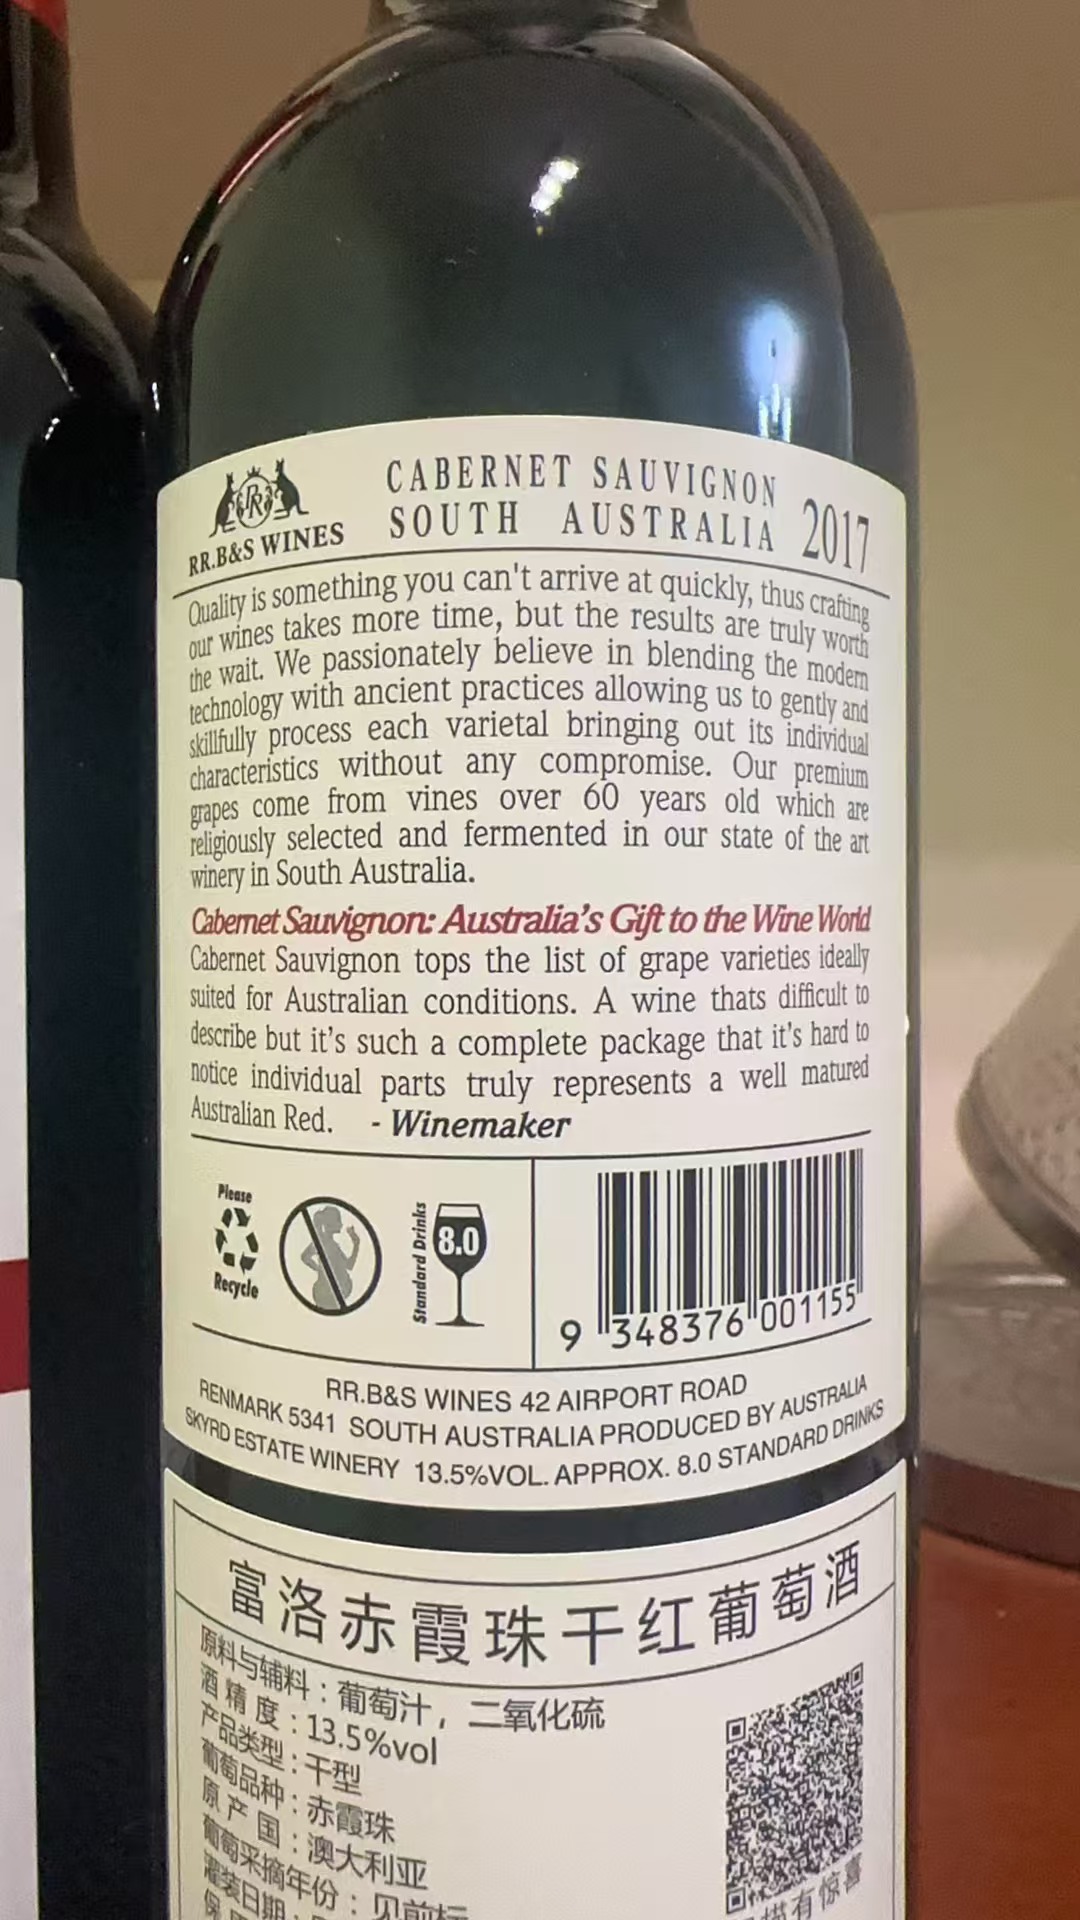 RR.B&S WINES
CABERNET SAUVIGNON
SOUTH AUSTRALIA 2017
Quality is something you can't arrive at quickly, thus crafting
our wines takes more time, but the results are truly worth
the wait. We passionately believe in blending the modern
technology with ancient practices allowing us to gently and
skillfully process each varietal bringing out its individual
characteristics without any compromise. Our premium
grapes come from vines over 60 years old which are
religiously selected and fermented in our state of the art
winery in South Australia.
Cabernet Sauvignon: Australia's Gift to the Wine World
Cabernet Sauvignon tops the list of grape varieties ideally
suited for Australian conditions. A wine thats difficult to
describe but it's such a complete package that it's hard to
notice individual parts truly represents a well matured
Australian Red. - Winemaker
Please
Recycle
Standard Drinks
8.0
9 348376 001155
RR.B&S WINES 42 AIRPORT ROAD
RENMARK 5341 SOUTH AUSTRALIA PRODUCED BY AUSTRALIA
SKYRD ESTATE WINERY 13.5%VOL. APPROX. 8.0 STANDARD DRINKS
富洛赤霞珠干红葡萄酒
原料与辅料：葡萄汁，二氧化硫
酒精度：13.5%vol
产品类型：干型
葡萄品种：赤霞珠
原产国：澳大利亚
葡萄采摘年份：见前标
灌装日期：
有惊喜